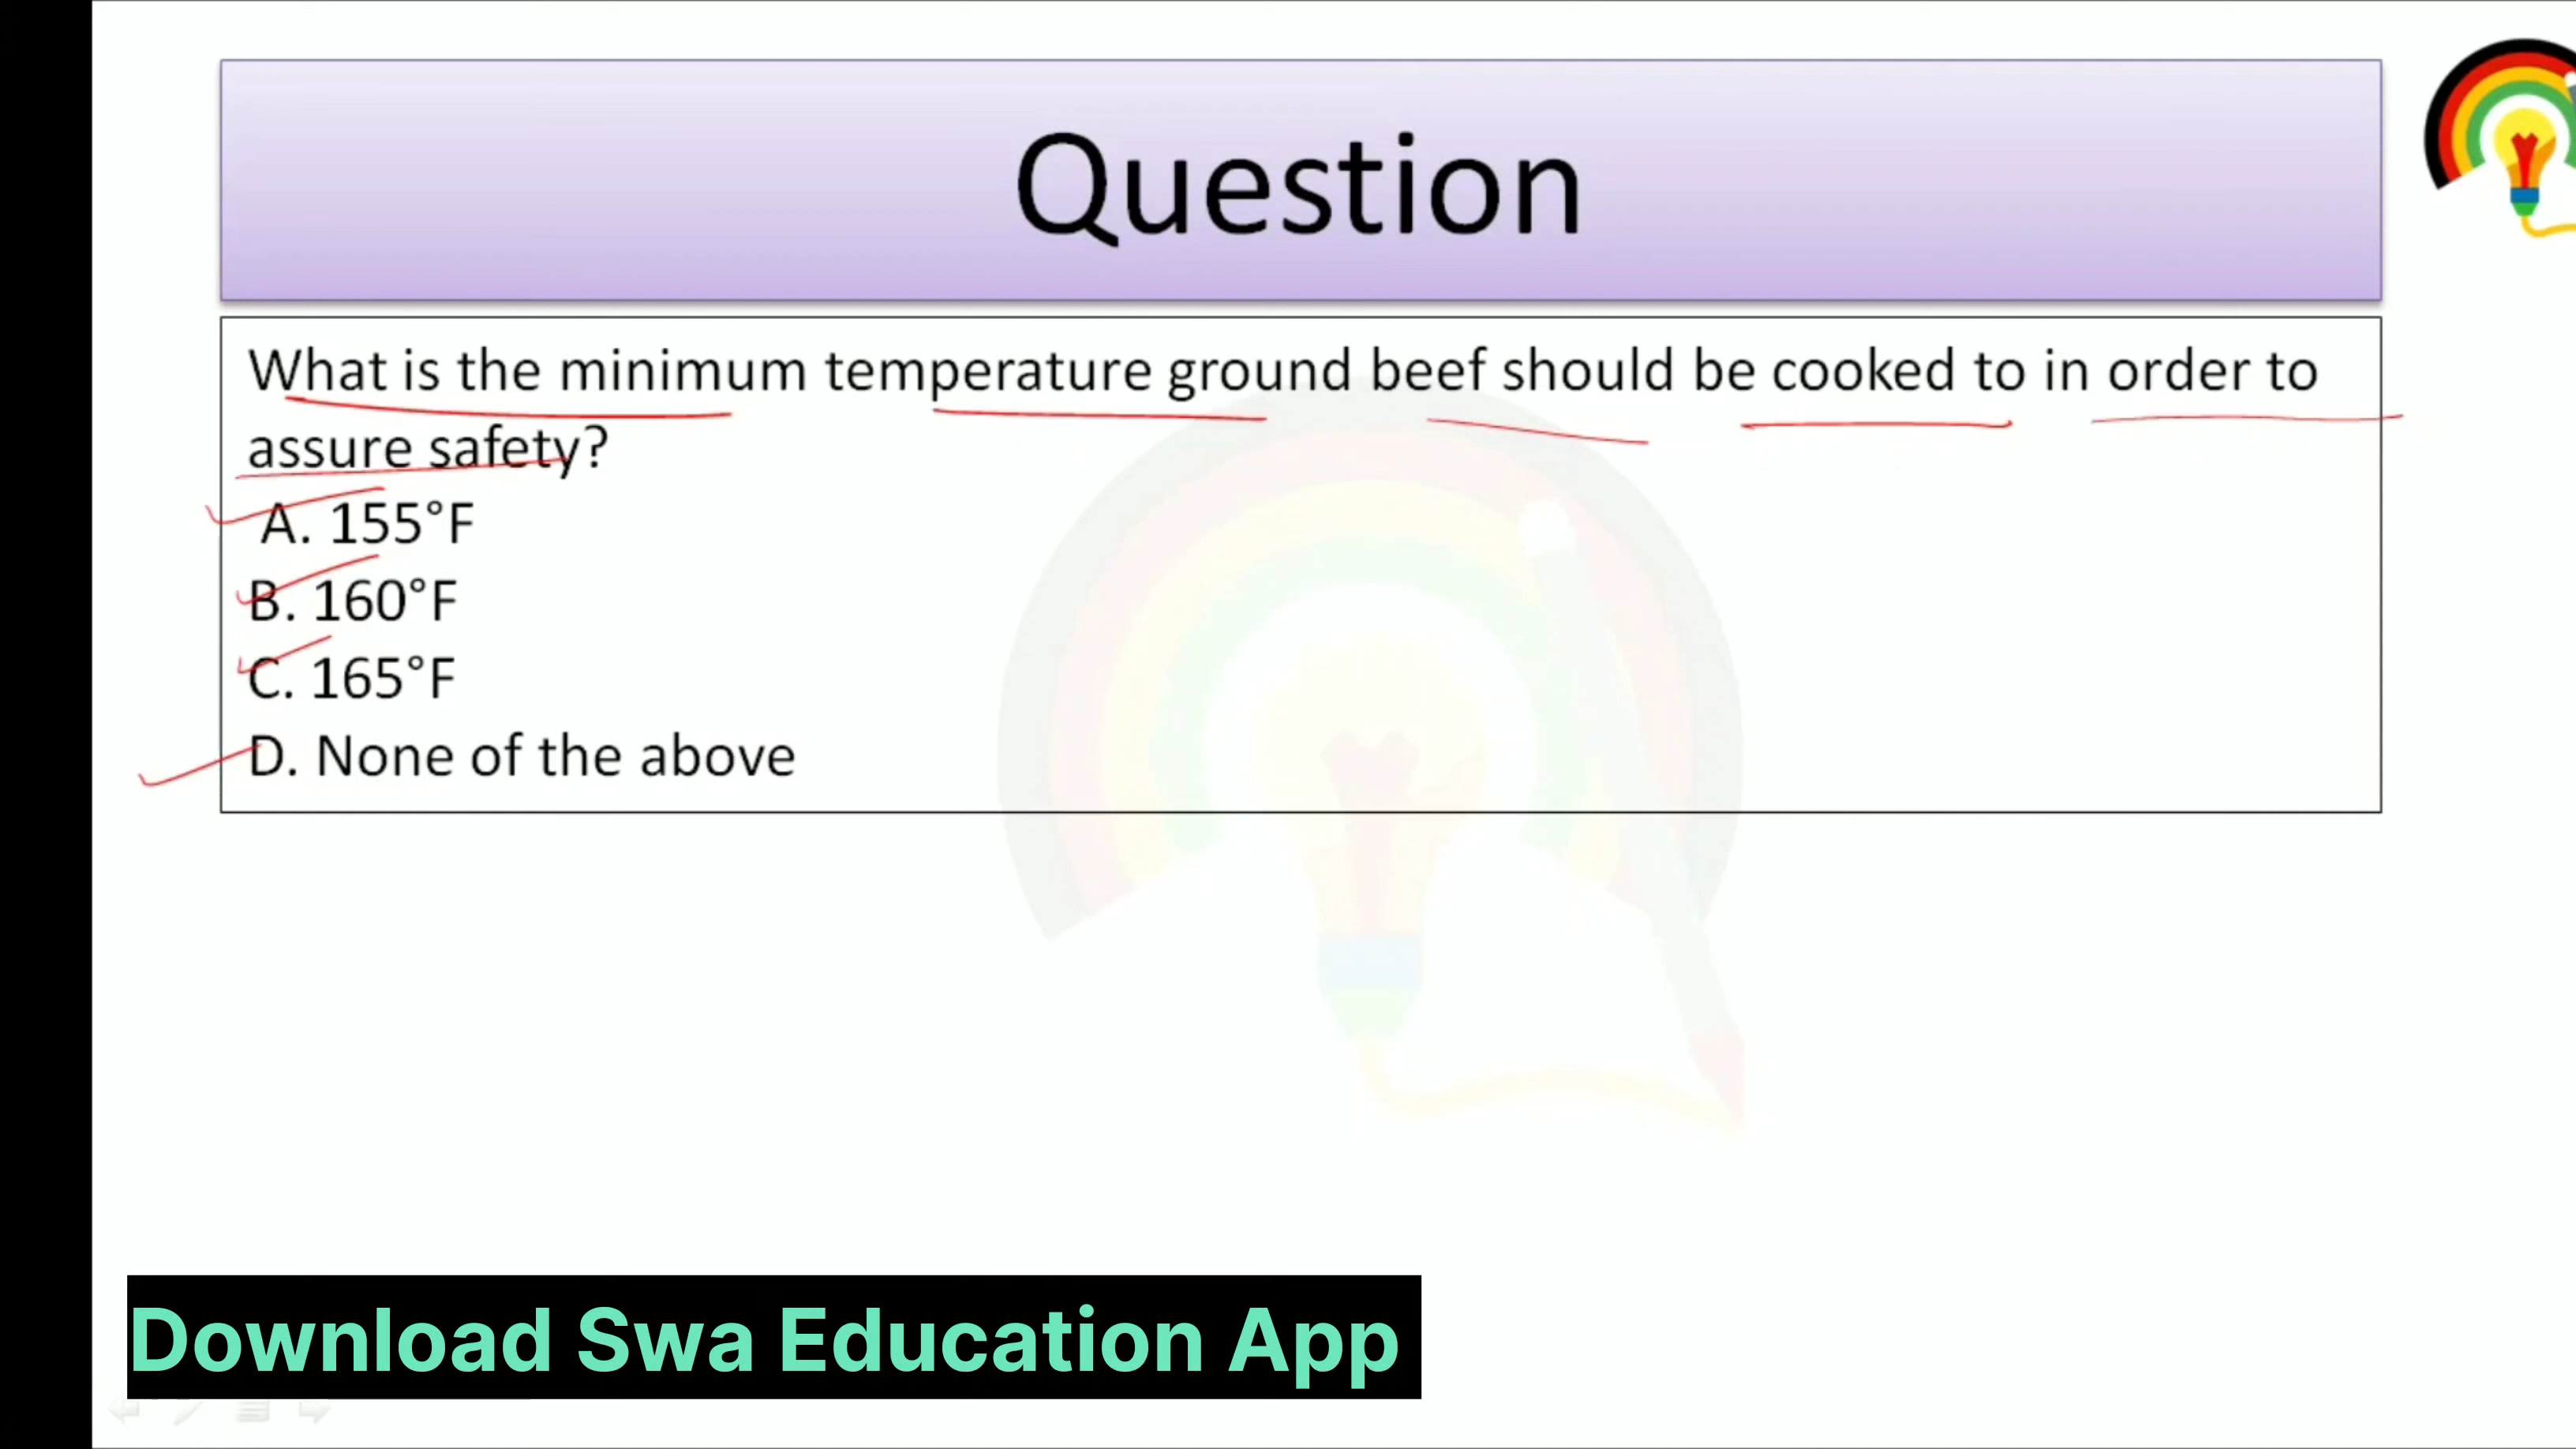 Question
What is the minimum temperature ground beef should be cooked to in order to
assure safety?
A. 155°F
B. 160°F
C. 165°F
D. None of the above
Download Swa Education App